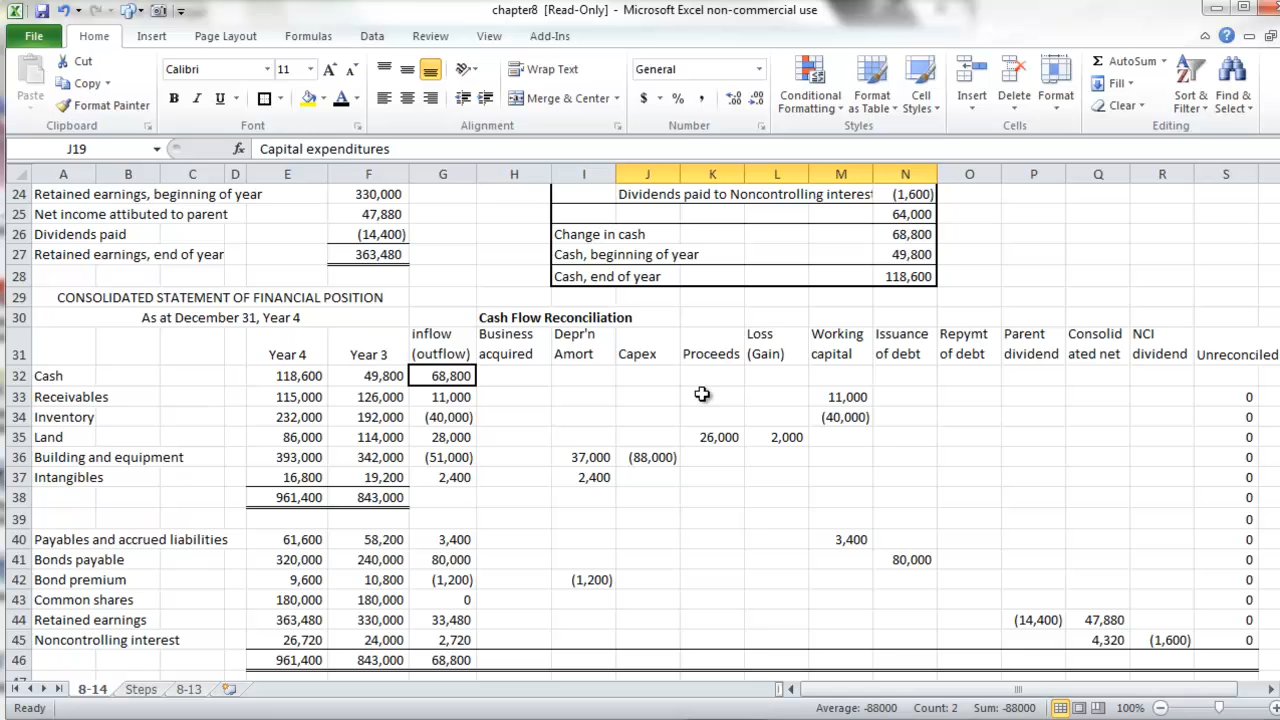 chapter8 [Read-Only] - Microsoft Excel non-commercial use
File Home Insert Page Layout Formulas Data Review View Add-Ins
Cut Calibri 11 A A Wrap Text General Σ AutoSum
Copy Fill
Paste Format Painter B I U A Merge & Center $ % , Conditional Formatting Format as Table Cell Styles Insert Delete Format Clear Sort & Filter Find & Select
Clipboard Font Alignment Number Styles Cells Editing
J19 fx Capital expenditures
A B C D E F G H I J K L M N O P Q R S
24 Retained earnings, beginning of year 330,000 Dividends paid to Noncontrolling interest (1,600)
25 Net income attibuted to parent 47,880 64,000
26 Dividends paid (14,400) Change in cash 68,800
27 Retained earnings, end of year 363,480 Cash, beginning of year 49,800
28 Cash, end of year 118,600
29 CONSOLIDATED STATEMENT OF FINANCIAL POSITION
30 As at December 31, Year 4 Cash Flow Reconciliation
inflow Business Depr'n Loss Working Issuance Repymt Parent Consolid NCI
31 Year 4 Year 3 (outflow) acquired Amort Capex Proceeds (Gain) capital of debt of debt dividend ated net dividend Unreconciled
32 Cash 118,600 49,800 68,800
33 Receivables 115,000 126,000 11,000 11,000 0
34 Inventory 232,000 192,000 (40,000) (40,000) 0
35 Land 86,000 114,000 28,000 26,000 2,000 0
36 Building and equipment 393,000 342,000 (51,000) 37,000 (88,000) 0
37 Intangibles 16,800 19,200 2,400 2,400 0
38 961,400 843,000 0
39 0
40 Payables and accrued liabilities 61,600 58,200 3,400 3,400 0
41 Bonds payable 320,000 240,000 80,000 80,000 0
42 Bond premium 9,600 10,800 (1,200) (1,200) 0
43 Common shares 180,000 180,000 0 0
44 Retained earnings 363,480 330,000 33,480 (14,400) 47,880 0
45 Noncontrolling interest 26,720 24,000 2,720 4,320 (1,600) 0
46 961,400 843,000 68,800
8-14 Steps 8-13
Ready Average: -88000 Count: 2 Sum: -88000 100%